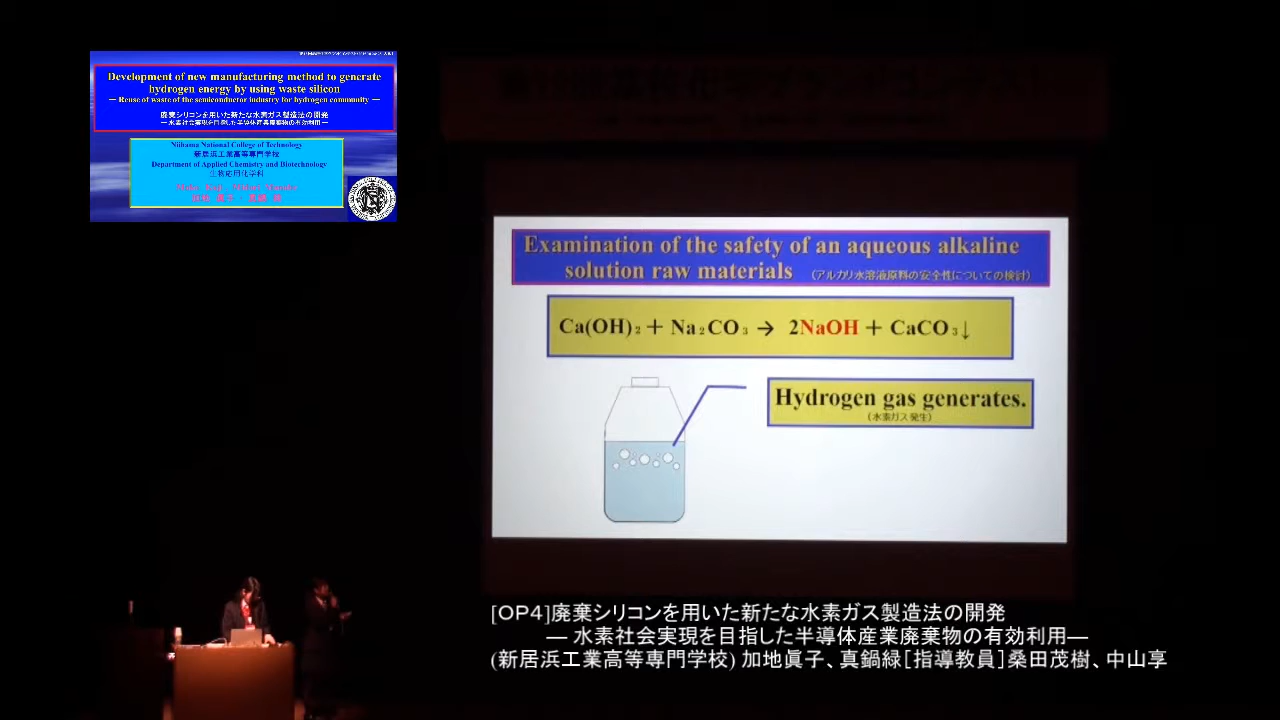 Development of new manufacturing method to generate
hydrogen energy by using waste silicon
— Reuse of waste of the semiconductor industry for hydrogen community —
廃棄シリコンを用いた新たな水素ガス製造法の開発
— 水素社会実現を目指した半導体産業廃棄物の有効利用 —
Niihama National College of Technology
新居浜工業高等専門学校
Department of Applied Chemistry and Biotechnology
生物応用化学科
Examination of the safety of an aqueous alkaline
solution raw materials (アルカリ水溶液原料の安全性についての検討)
Ca(OH)₂ + Na₂CO₃ → 2NaOH + CaCO₃↓
Hydrogen gas generates.
(水素ガス発生)
[OP4]廃棄シリコンを用いた新たな水素ガス製造法の開発
— 水素社会実現を目指した半導体産業廃棄物の有効利用—
(新居浜工業高等専門学校) 加地眞子、真鍋緑[指導教員]桑田茂樹、中山享